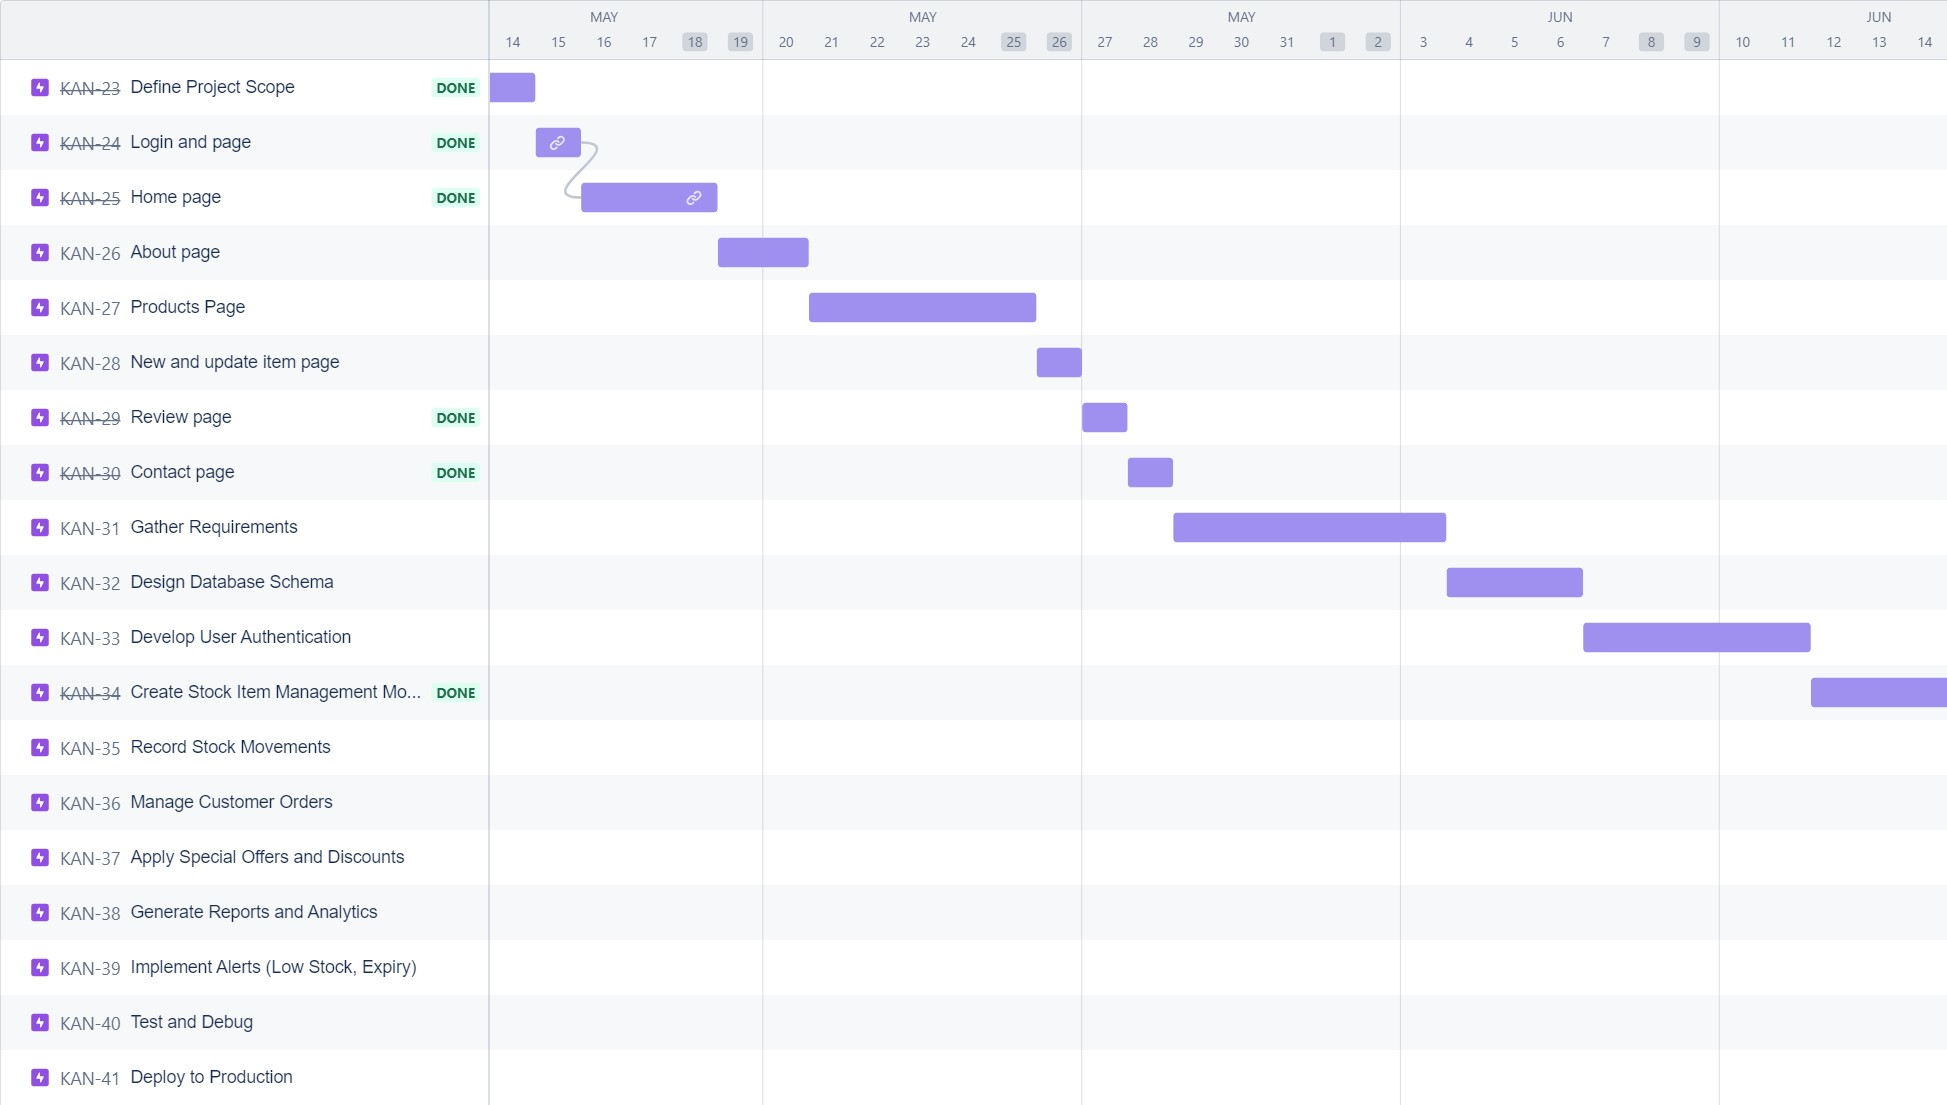 MAY MAY MAY JUN JUN
14 15 16 17 18 19 20 21 22 23 24 25 26 27 28 29 30 31 1 2 3 4 5 6 7 8 9 10 11 12 13 14
KAN-23 Define Project Scope DONE
KAN-24 Login and page DONE
KAN-25 Home page DONE
KAN-26 About page
KAN-27 Products Page
KAN-28 New and update item page
KAN-29 Review page DONE
KAN-30 Contact page DONE
KAN-31 Gather Requirements
KAN-32 Design Database Schema
KAN-33 Develop User Authentication
KAN-34 Create Stock Item Management Mo... DONE
KAN-35 Record Stock Movements
KAN-36 Manage Customer Orders
KAN-37 Apply Special Offers and Discounts
KAN-38 Generate Reports and Analytics
KAN-39 Implement Alerts (Low Stock, Expiry)
KAN-40 Test and Debug
KAN-41 Deploy to Production